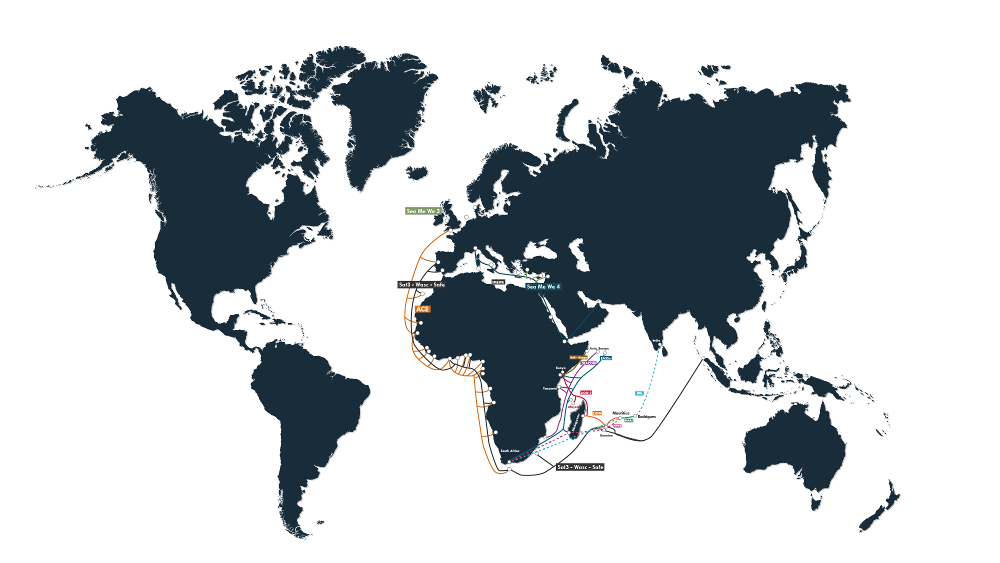 Sea Me We 3
IMEWE
Sat3 - Wasc - Safe
Sea Me We 4
ACE
India
Asia, Europe
UAE - Kenya
EASSy
SEACOM
Kenya
Tanzania
LION 2
IOX
Mayotte
LION
Mauritius
Rodrigues
MARS
Madagascar
Reunion
South Africa
Sat3 - Wasc - Safe